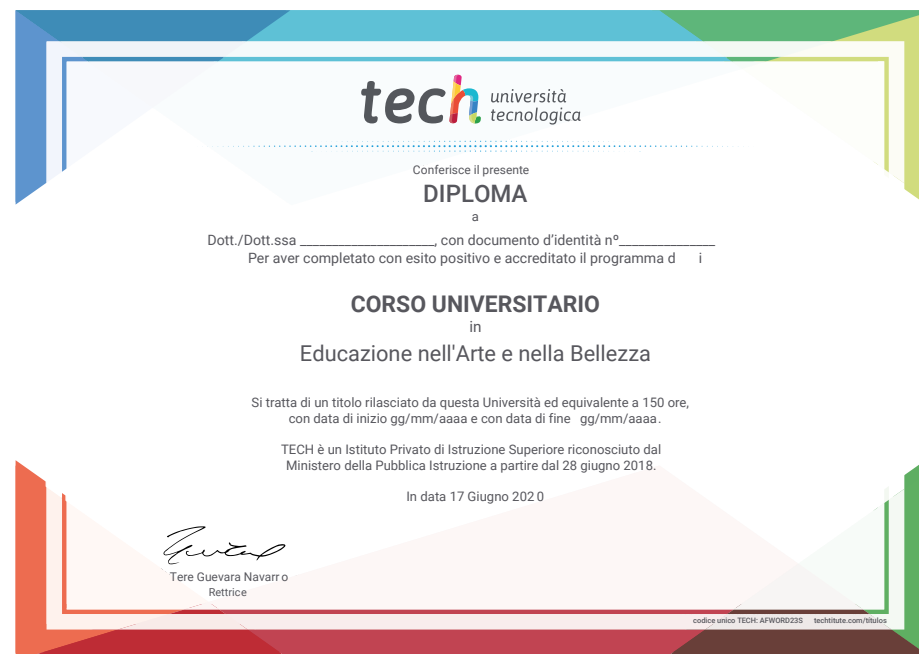 tech università
tecnologica
Conferisce il presente
DIPLOMA
a
Dott./Dott.ssa ____________________, con documento d'identità nº______________
Per aver completato con esito positivo e accreditato il programma d i
CORSO UNIVERSITARIO
in
Educazione nell'Arte e nella Bellezza
Si tratta di un titolo rilasciato da questa Università ed equivalente a 150 ore,
con data di inizio gg/mm/aaaa e con data di fine gg/mm/aaaa.
TECH è un Istituto Privato di Istruzione Superiore riconosciuto dal
Ministero della Pubblica Istruzione a partire dal 28 giugno 2018.
In data 17 Giugno 2020
Tere Guevara Navarro
Rettrice
codice unico TECH: AFWORD23S techtitute.com/titulos